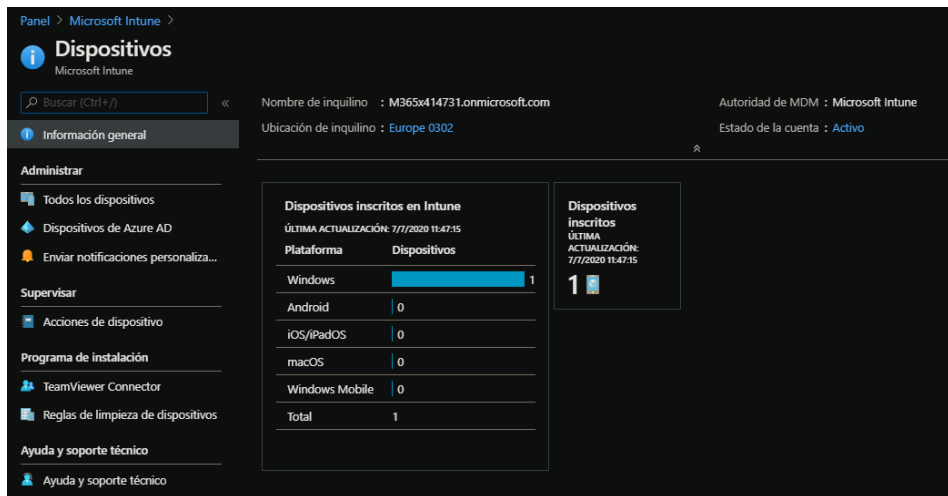 Panel > Microsoft Intune >
Dispositivos
Microsoft Intune
Buscar (Ctrl+/)
«
Información general
Administrar
Todos los dispositivos
Dispositivos de Azure AD
Enviar notificaciones personaliza...
Supervisar
Acciones de dispositivo
Programa de instalación
TeamViewer Connector
Reglas de limpieza de dispositivos
Ayuda y soporte técnico
Ayuda y soporte técnico
Nombre de inquilino : M365x414731.onmicrosoft.com
Ubicación de inquilino : Europe 0302
Autoridad de MDM : Microsoft Intune
Estado de la cuenta : Activo
Dispositivos inscritos en Intune
ÚLTIMA ACTUALIZACIÓN: 7/7/2020 11:47:15
Plataforma Dispositivos
Windows 1
Android 0
iOS/iPadOS 0
macOS 0
Windows Mobile 0
Total 1
Dispositivos
inscritos
ÚLTIMA
ACTUALIZACIÓN:
7/7/2020 11:47:15
1